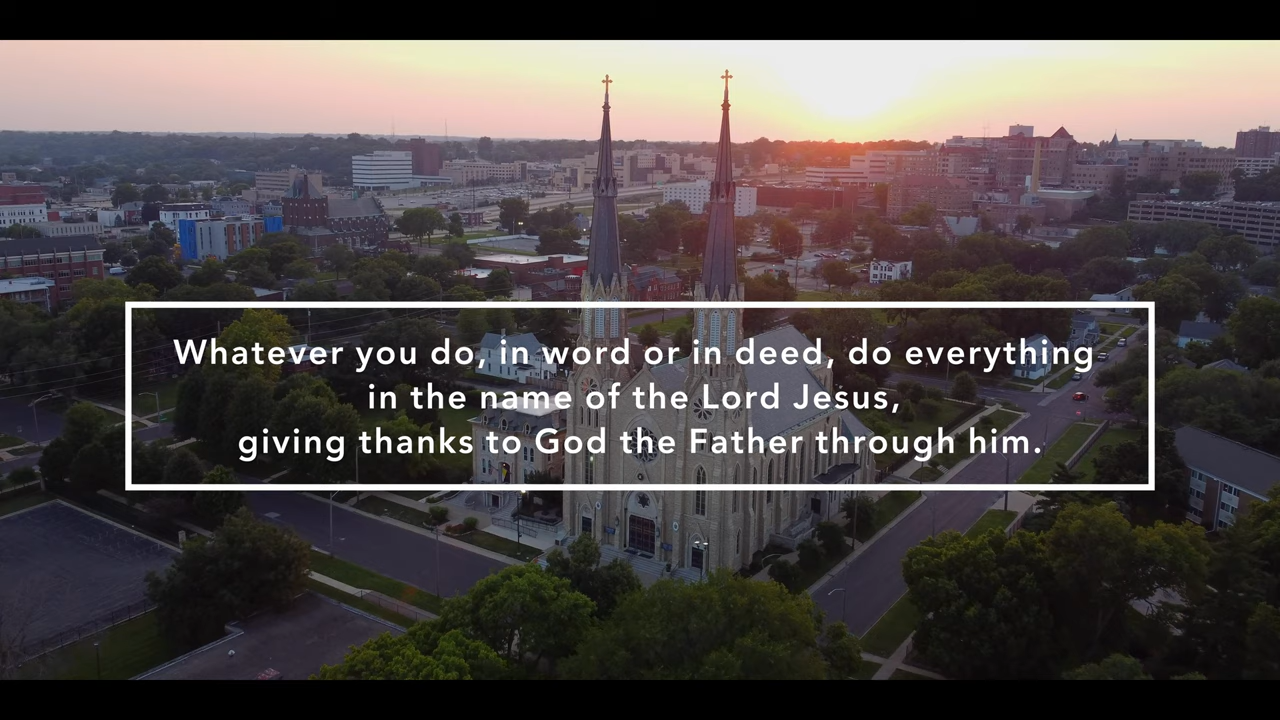 Whatever you do, in word or in deed, do everything
in the name of the Lord Jesus,
giving thanks to God the Father through him.